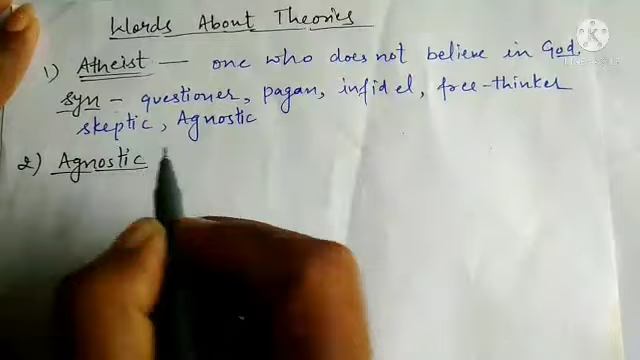 Words About Theories
1) Atheist — one who does not believe in God.
syn - questioner, pagan, infidel, free-thinker
skeptic, Agnostic
2) Agnostic